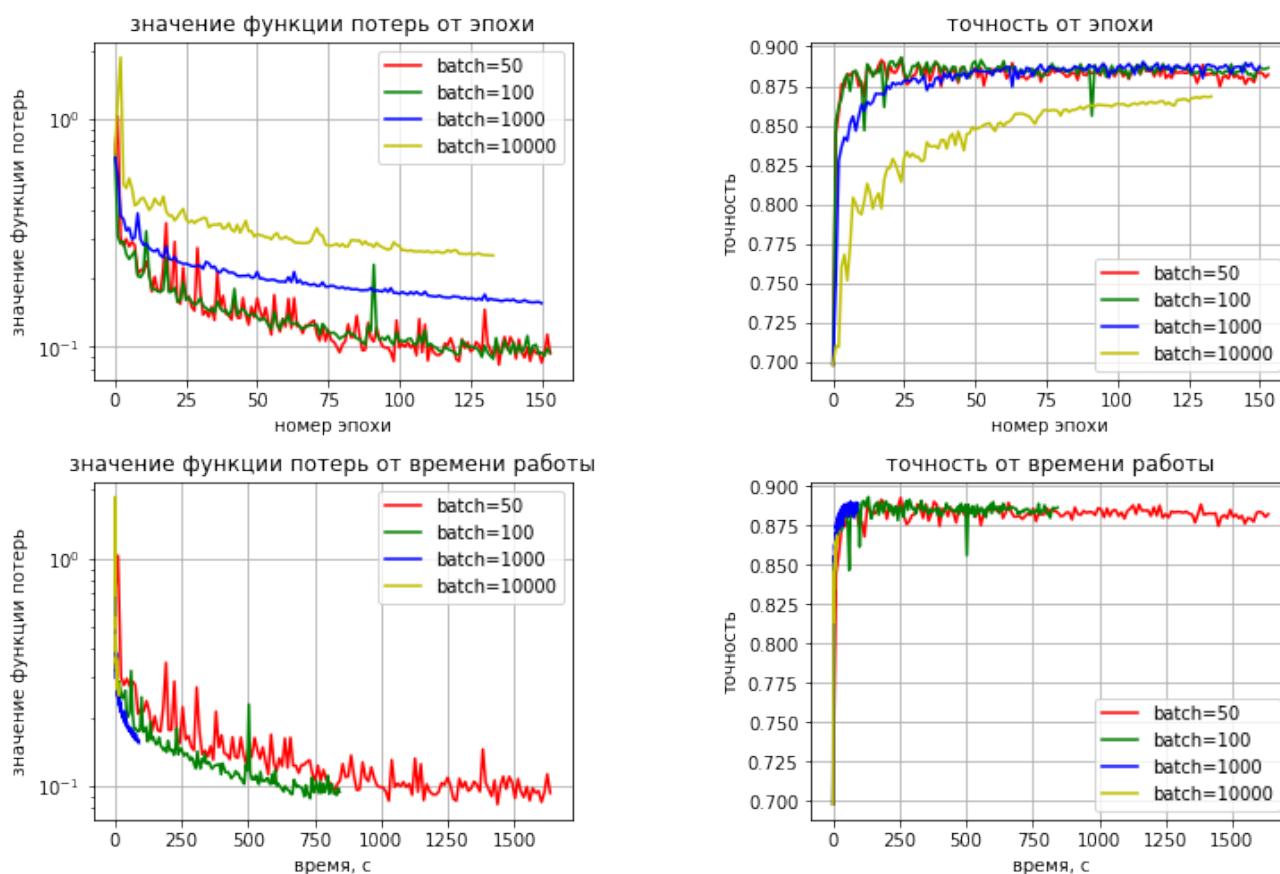 значение функции потерь от эпохи
значение функции потерь
10⁰
10⁻¹
batch=50
batch=100
batch=1000
batch=10000
0 25 50 75 100 125 150
номер эпохи
точность от эпохи
точность
0.900
0.875
0.850
0.825
0.800
0.775
0.750
0.725
0.700
batch=50
batch=100
batch=1000
batch=10000
0 25 50 75 100 125 150
номер эпохи
значение функции потерь от времени работы
значение функции потерь
10⁰
10⁻¹
batch=50
batch=100
batch=1000
batch=10000
0 250 500 750 1000 1250 1500
время, с
точность от времени работы
точность
0.900
0.875
0.850
0.825
0.800
0.775
0.750
0.725
0.700
batch=50
batch=100
batch=1000
batch=10000
0 250 500 750 1000 1250 1500
время, с